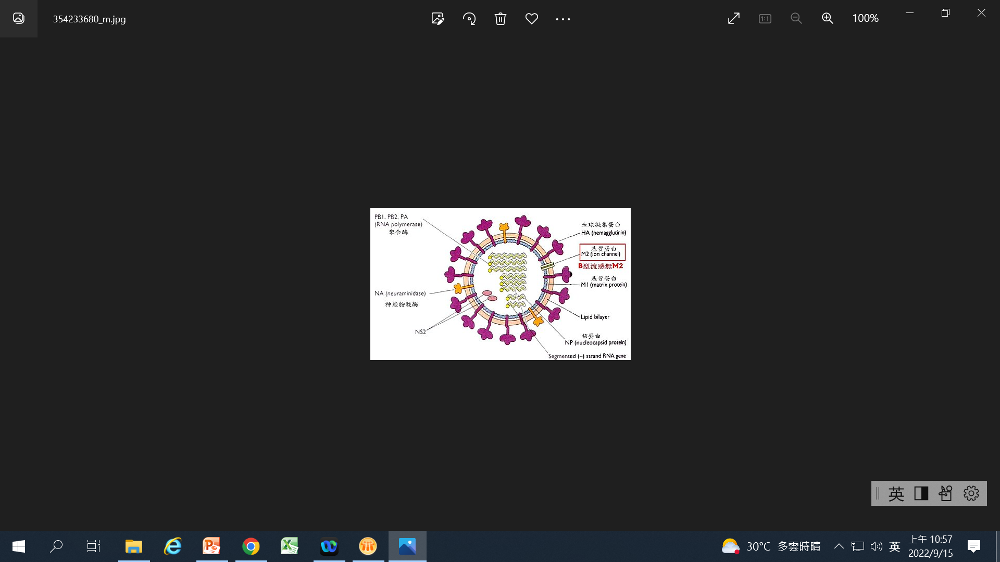 354233680_m.jpg
100%
PB1, PB2, PA
(RNA polymerase)
聚合酶
血球凝集蛋白
HA (hemagglutinin)
基質蛋白
M2 (ion channel)
B型流感無M2
基質蛋白
M1 (matrix protein)
NA (neuraminidase)
神經胺酸酶
Lipid bilayer
NS2
核蛋白
NP (nucleocapsid protein)
Segmented (−) strand RNA gene
英
30°C 多雲時晴
英
上午 10:57
2022/9/15